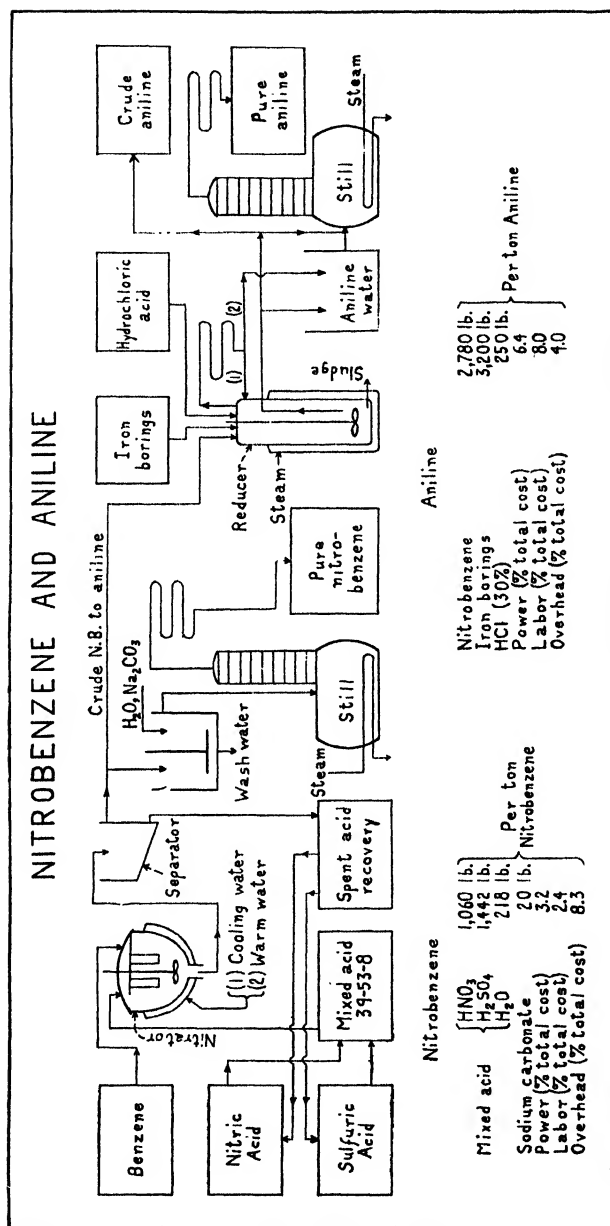 NITROBENZENE AND ANILINE
Benzene
Nitric
Acid
Sulfuric
Acid
Nitrator
(1) Cooling water
(2) Warm water
Mixed acid
39-53-8
Separator
Spent acid
recovery
Crude N.B. to aniline
H₂O, Na₂CO₃
Wash water
Still
Steam
Pure nitro-
benzene
Iron
borings
Hydrochloric
acid
Reducer
Steam
(1)
(2)
Sludge
Aniline
water
Crude
aniline
Pure
aniline
Still
Steam
Nitrobenzene
Mixed acid { HNO₃ 1,060 lb.
H₂SO₄ 1,442 lb.
H₂O 218 lb.
Sodium carbonate 20 lb.
Power (% total cost) 3.2
Labor (% total cost) 2.4
Overhead (% total cost) 8.3
Per ton
Nitrobenzene
Aniline
Nitrobenzene 2,780 lb.
Iron borings 3,200 lb.
HCl (30%) 250 lb.
Power (% total cost) 6.4
Labor (% total cost) 8.0
Overhead (% total cost) 4.0
Per ton Aniline